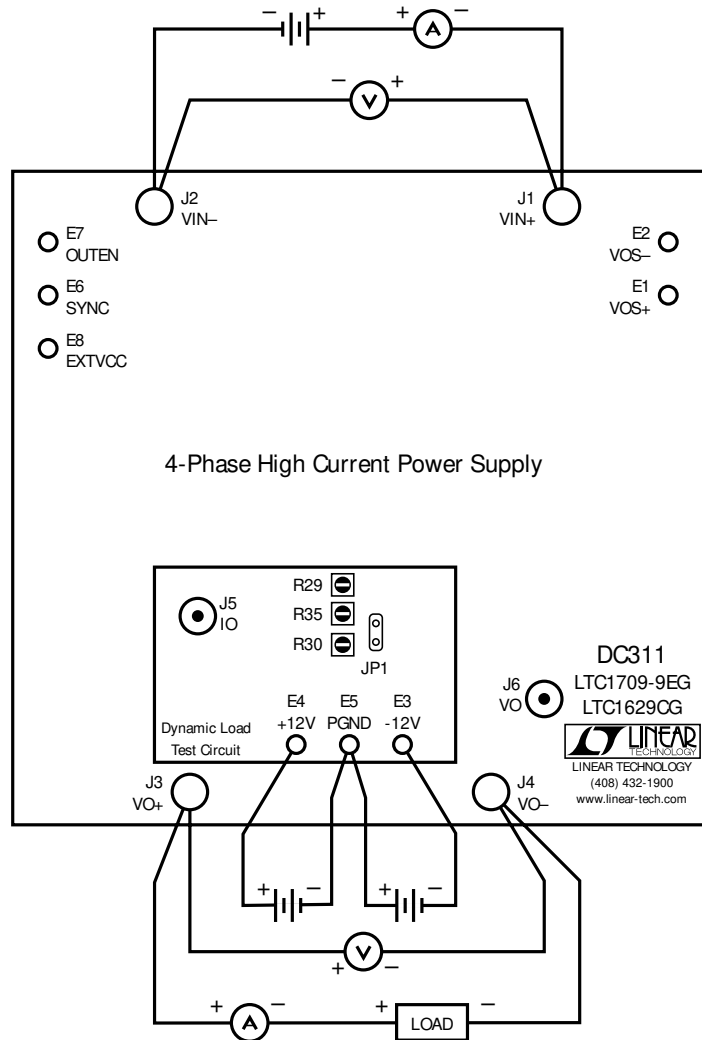 − +
+ A −
− V +
J2
VIN–
J1
VIN+
E7
OUTEN
E2
VOS–
E6
SYNC
E1
VOS+
E8
EXTVCC
4-Phase High Current Power Supply
J5
IO
R29
R35
R30
JP1
E4
+12V
E5
PGND
E3
-12V
Dynamic Load
Test Circuit
J6
VO
DC311
LTC1709-9EG
LTC1629CG
LINEAR
TECHNOLOGY
LINEAR TECHNOLOGY
(408) 432-1900
www.linear-tech.com
J3
VO+
J4
VO–
+ −
+ −
+ V −
+ A −
+ LOAD −